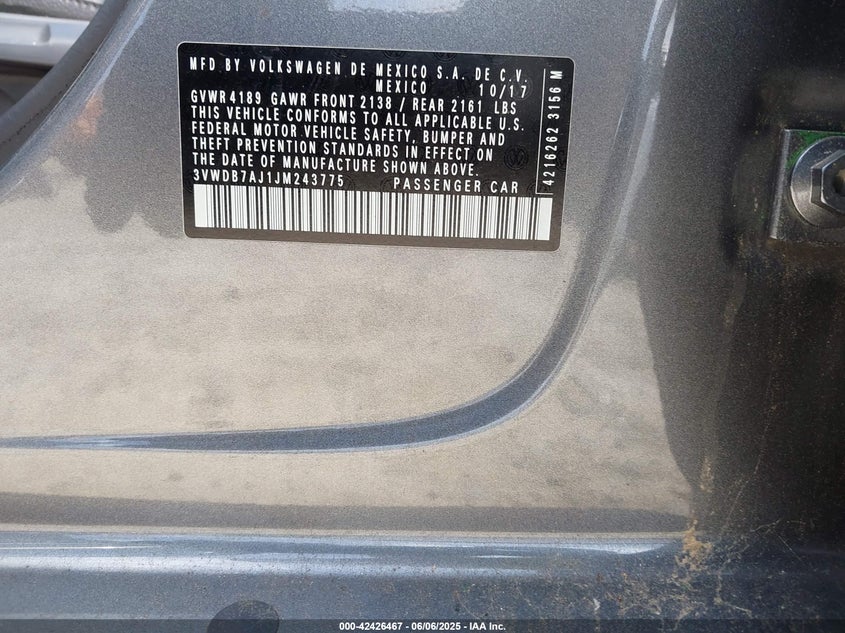 MFD BY VOLKSWAGEN DE MEXICO S.A. DE C.V.
MEXICO 10/17
GVWR 4189 GAWR FRONT 2138 / REAR 2161 LBS
THIS VEHICLE CONFORMS TO ALL APPLICABLE U.S.
FEDERAL MOTOR VEHICLE SAFETY, BUMPER AND
THEFT PREVENTION STANDARDS IN EFFECT ON
THE DATE OF MANUFACTURE SHOWN ABOVE.
3VWDB7AJ1JM243775 PASSENGER CAR
4216262 3156 M
000-42426467 - 06/06/2025 - IAA Inc.